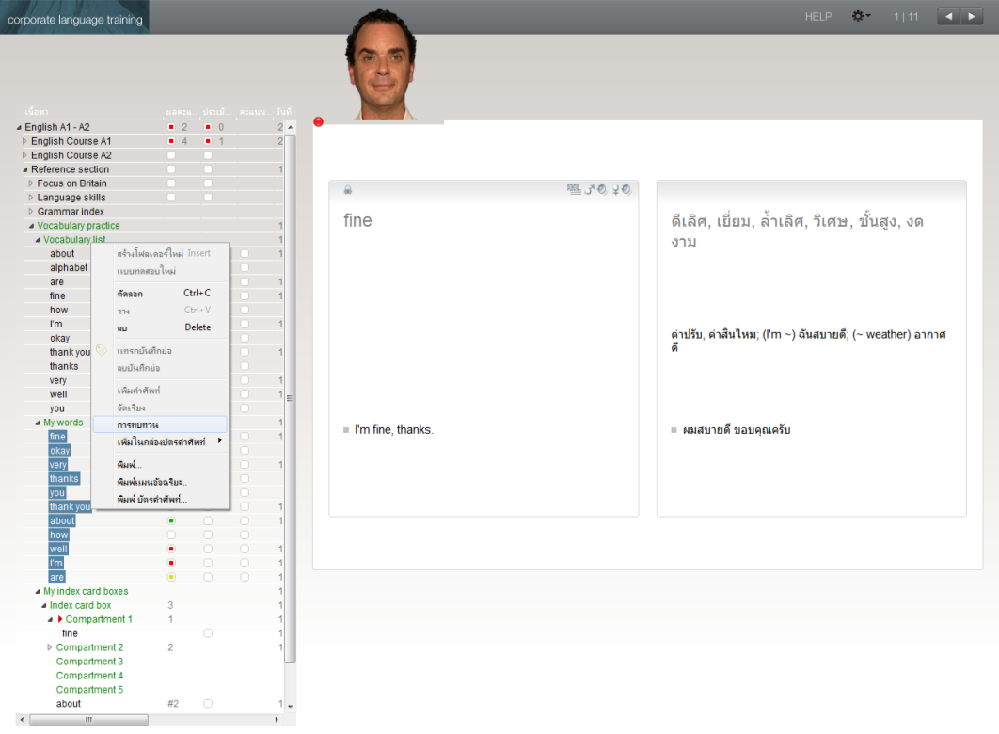 corporate language training
HELP
1 | 11
เนื้อหา ผลคะแ... ประเมิ... คะแนน... วันที่
English A1 - A2 2 0 2
English Course A1 4 1 2
English Course A2
Reference section 1
Focus on Britain
Language skills
Grammar index
Vocabulary practice 1
Vocabulary list 1
about 1
alphabet
are 1
fine 1
how
I'm 1
okay
thank you 1
thanks
very 1
well 1
you
My words 1
fine 1
okay
very 1
thanks
you
thank you 1
about 1
how
well 1
I'm 1
are 1
My index card boxes 1
Index card box 3 1
Compartment 1 1 1
fine 1
Compartment 2 2 1
Compartment 3
Compartment 4
Compartment 5
about #2 1
สร้างโฟลเดอร์ใหม่ Insert
แบบทดสอบใหม่
คัดลอก Ctrl+C
วาง Ctrl+V
ลบ Delete
แทรกบันทึกย่อ
ลบบันทึกย่อ
เพิ่มคำศัพท์
จัดเรียง
การทบทวน
เพิ่มในกล่องบัตรคำศัพท์
พิมพ์...
พิมพ์แผนอัจฉริยะ..
พิมพ์ บัตรคำศัพท์...
fine
I'm fine, thanks.
ดีเลิศ, เยี่ยม, ล้ำเลิศ, วิเศษ, ชั้นสูง, งด
งาม
ค่าปรับ, ค่าสินไหม; (I'm ~) ฉันสบายดี; (~ weather) อากาศ
ดี
ผมสบายดี ขอบคุณครับ